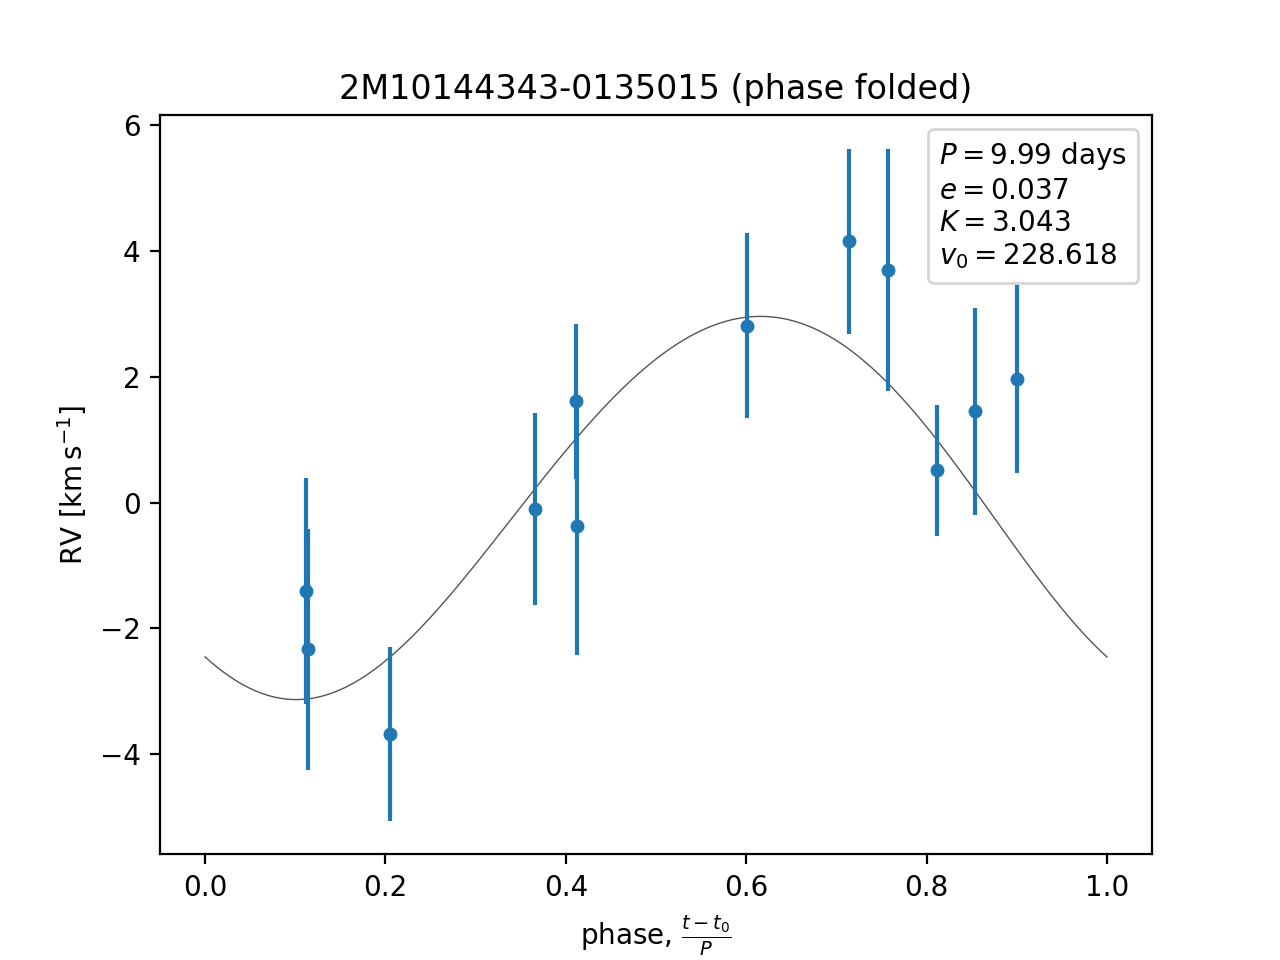 2M10144343-0135015 (phase folded)
P = 9.99 days
e = 0.037
K = 3.043
v₀ = 228.618
6
4
2
0
−2
−4
RV [km s⁻¹]
0.0 0.2 0.4 0.6 0.8 1.0
phase, (t − t₀)/P